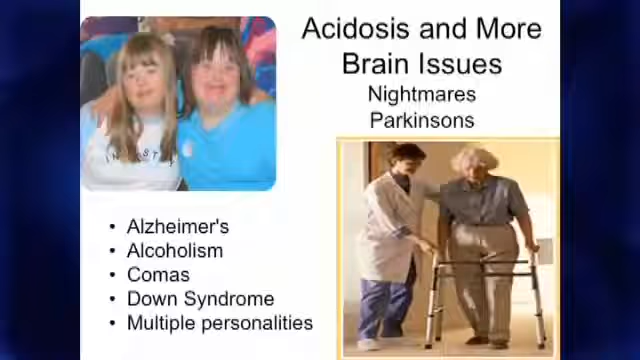 Acidosis and More
Brain Issues
Nightmares
Parkinsons
• Alzheimer's
• Alcoholism
• Comas
• Down Syndrome
• Multiple personalities